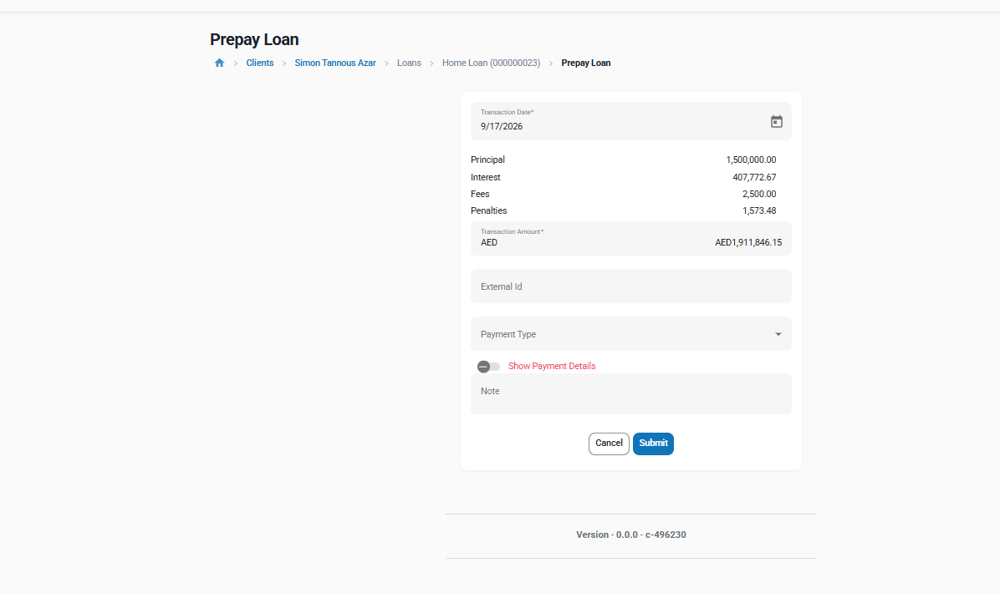 Prepay Loan
Clients > Simon Tannous Azar > Loans > Home Loan (000000023) > Prepay Loan
Transaction Date*
9/17/2026
Principal 1,500,000.00
Interest 407,772.67
Fees 2,500.00
Penalties 1,573.48
Transaction Amount*
AED AED1,911,846.15
External Id
Payment Type
Show Payment Details
Note
Cancel Submit
Version - 0.0.0 - c-496230